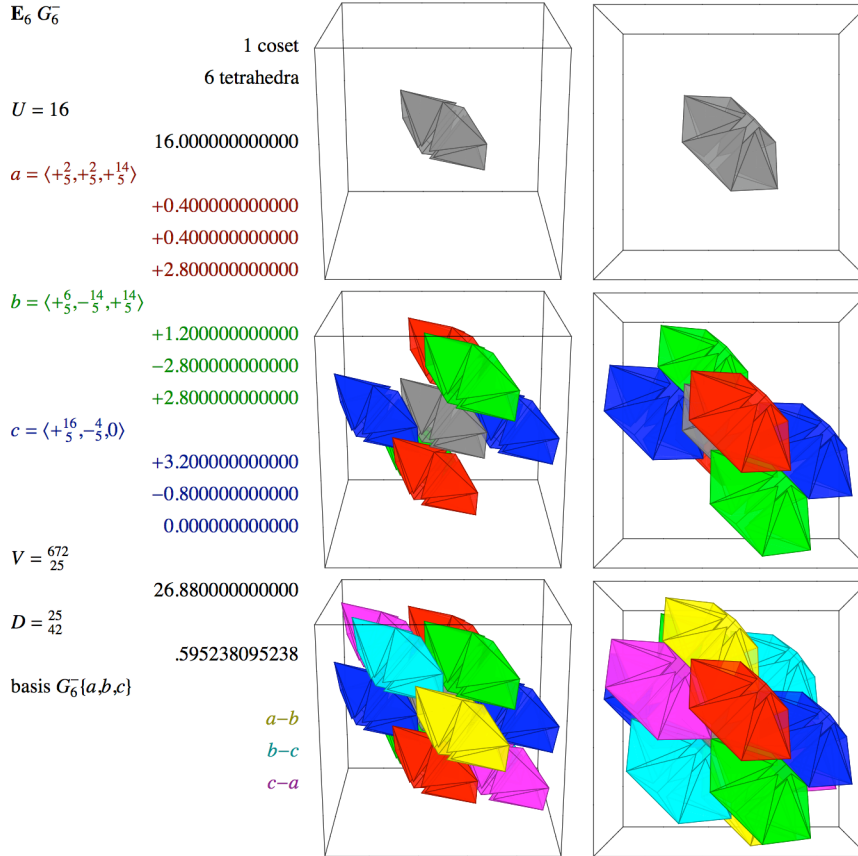 E₆ G₆⁻
1 coset
6 tetrahedra
U = 16
16.000000000000
a = ⟨+2/5,+2/5,+14/5⟩
+0.400000000000
+0.400000000000
+2.800000000000
b = ⟨+6/5,−14/5,+14/5⟩
+1.200000000000
−2.800000000000
+2.800000000000
c = ⟨+16/5,−4/5,0⟩
+3.200000000000
−0.800000000000
0.000000000000
V = 672/25
26.880000000000
D = 25/42
.595238095238
basis G₆⁻{a,b,c}
a−b
b−c
c−a